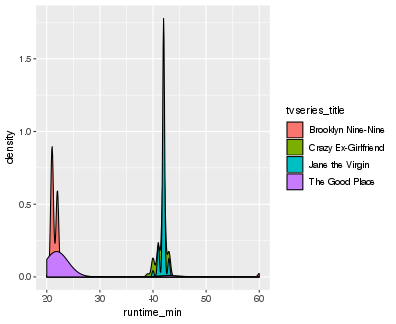 density
1.5
1.0
0.5
0.0
20 30 40 50 60
runtime_min
tvseries_title
Brooklyn Nine-Nine
Crazy Ex-Girlfriend
Jane the Virgin
The Good Place